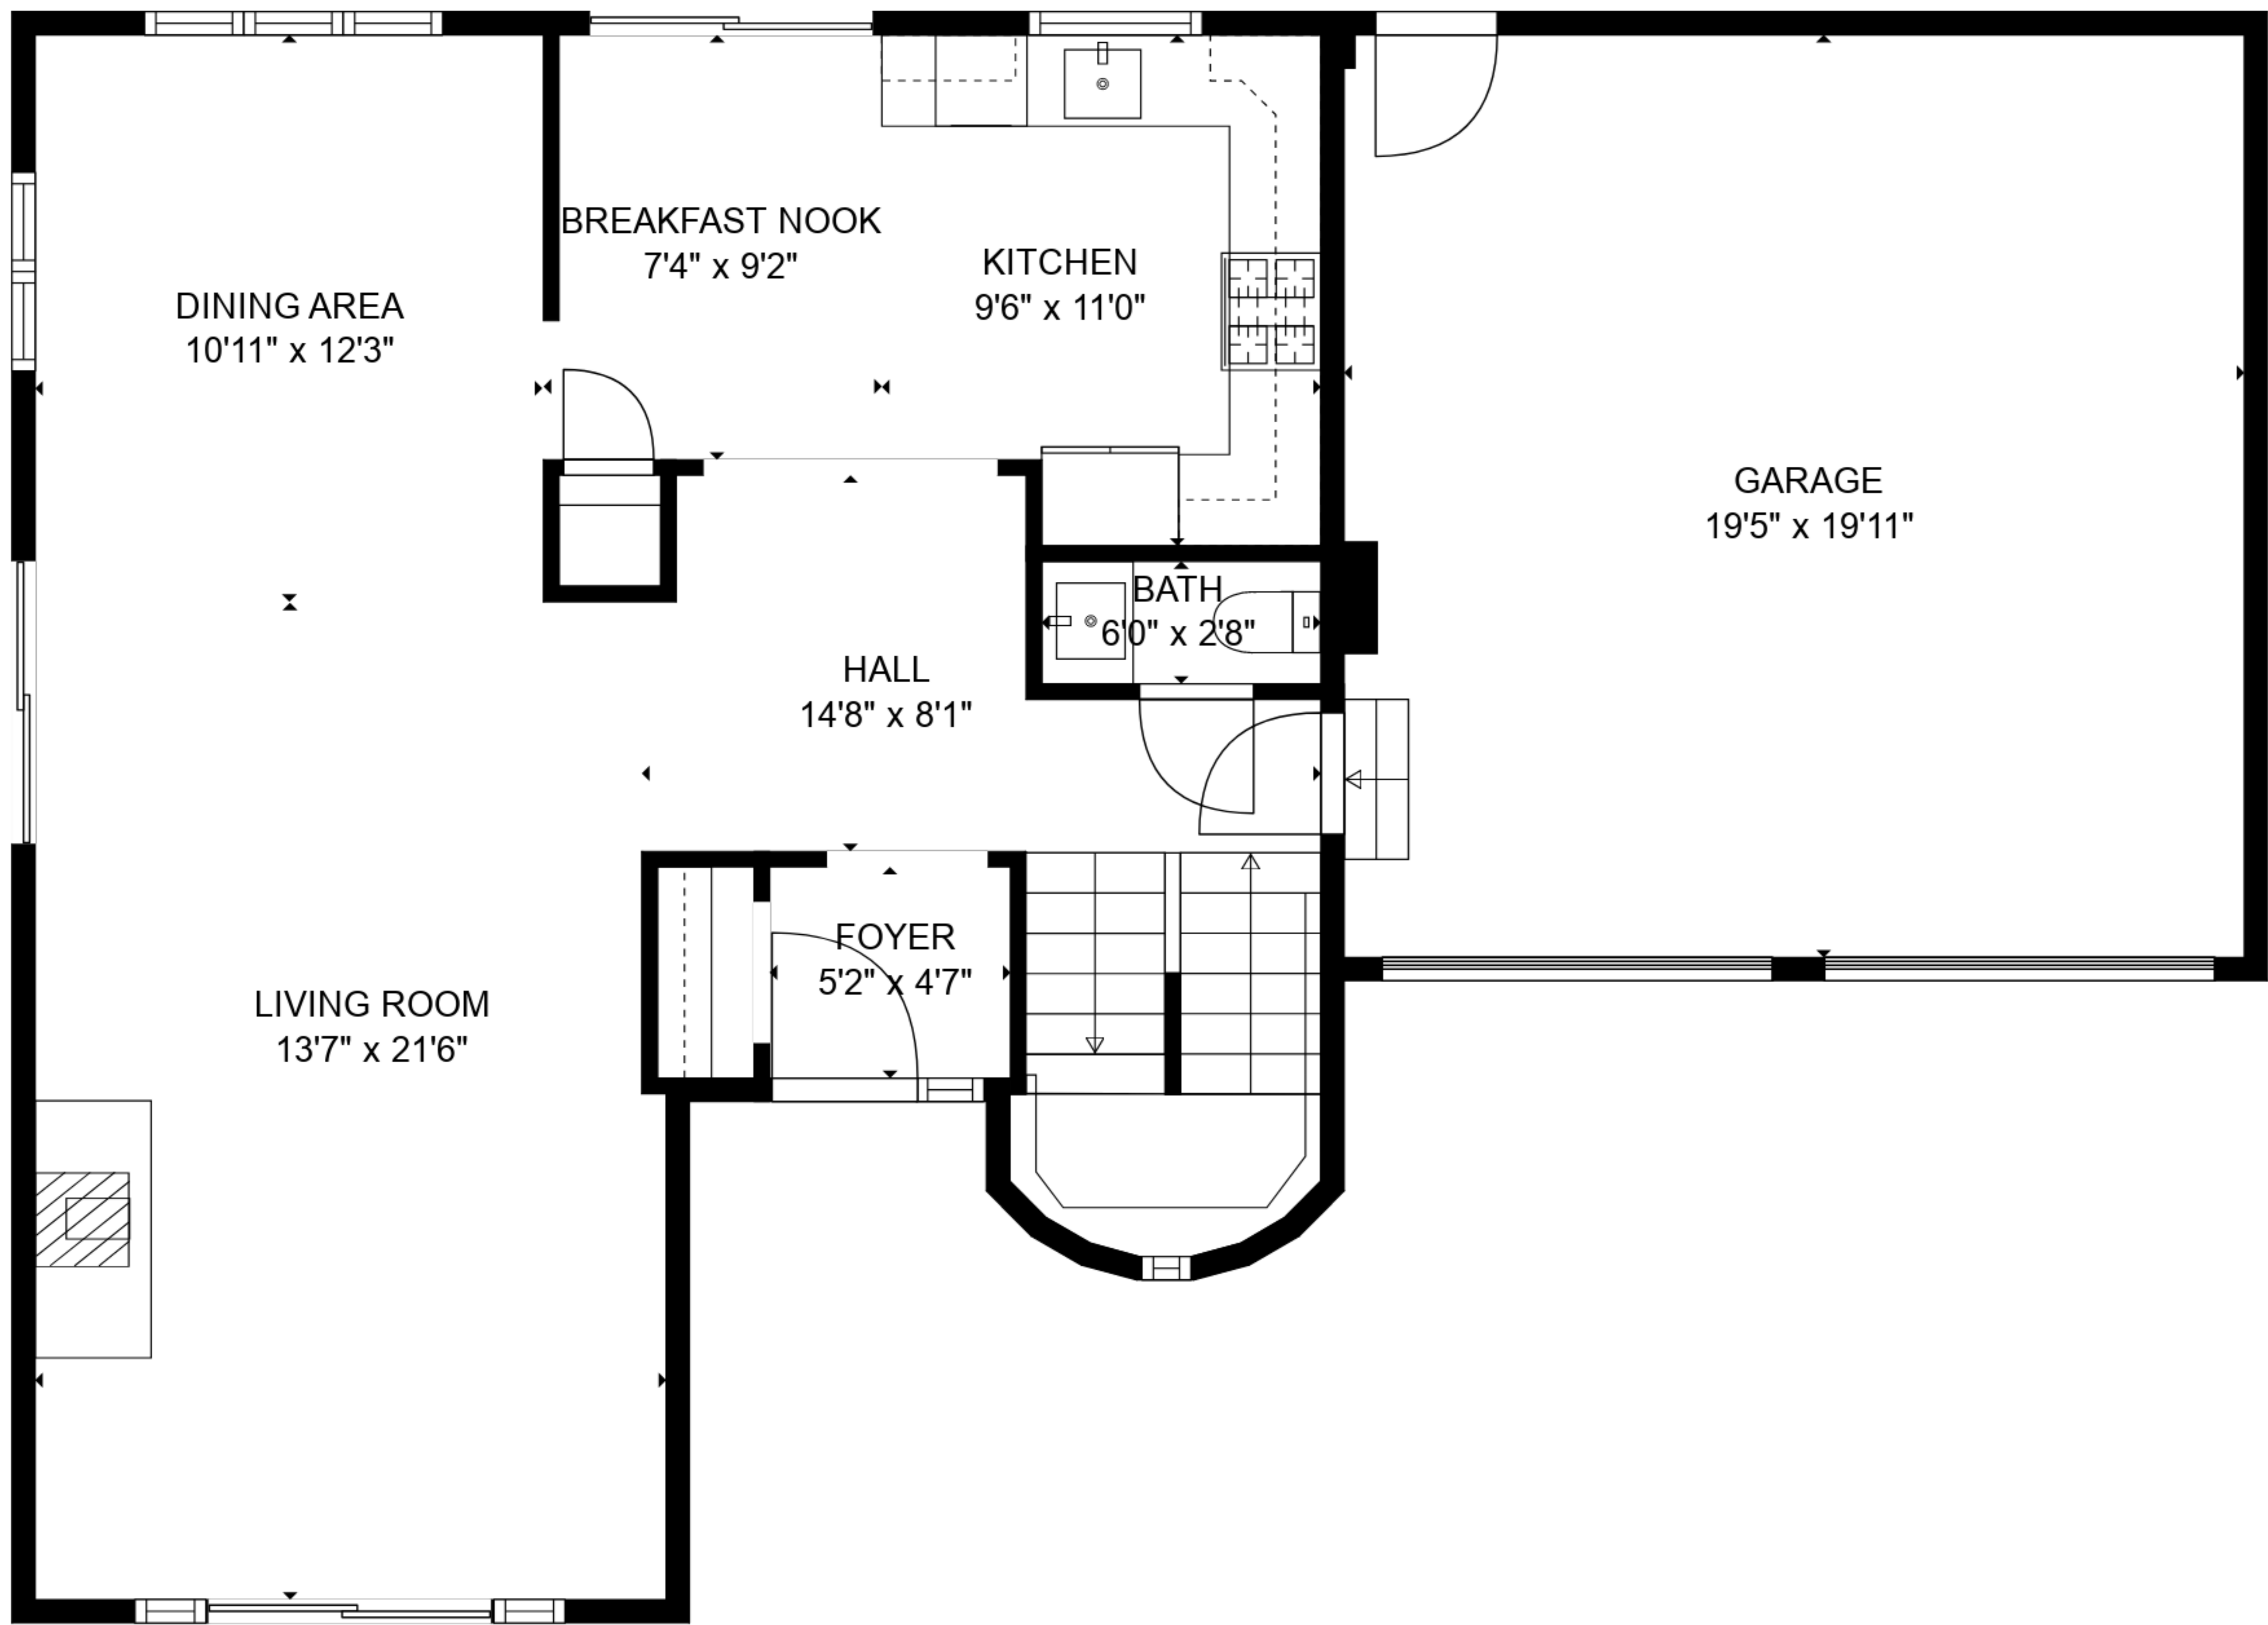 BREAKFAST NOOK
7'4" x 9'2"
KITCHEN
9'6" x 11'0"
DINING AREA
10'11" x 12'3"
GARAGE
19'5" x 19'11"
BATH
6'0" x 2'8"
HALL
14'8" x 8'1"
FOYER
5'2" x 4'7"
LIVING ROOM
13'7" x 21'6"